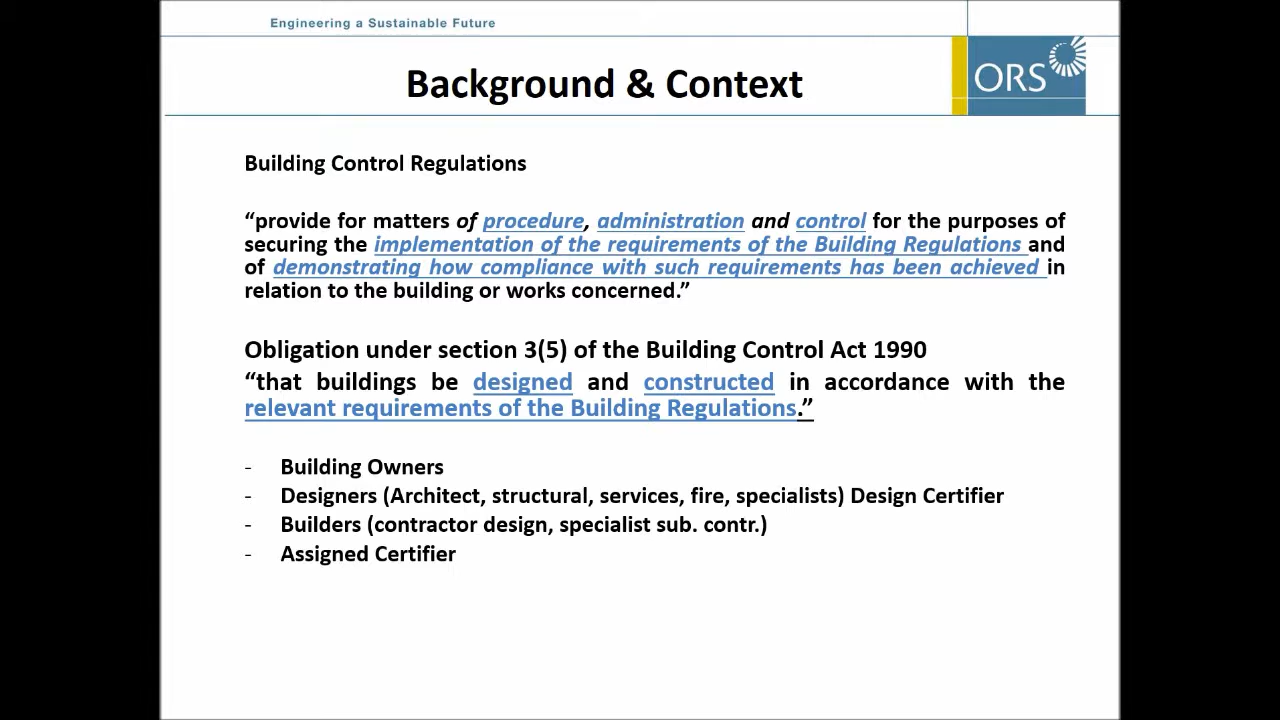 Engineering a Sustainable Future
Background & Context
ORS
Building Control Regulations
“provide for matters of procedure, administration and control for the purposes of
securing the implementation of the requirements of the Building Regulations and
of demonstrating how compliance with such requirements has been achieved in
relation to the building or works concerned.”
Obligation under section 3(5) of the Building Control Act 1990
“that buildings be designed and constructed in accordance with the
relevant requirements of the Building Regulations.”
- Building Owners
- Designers (Architect, structural, services, fire, specialists) Design Certifier
- Builders (contractor design, specialist sub. contr.)
- Assigned Certifier